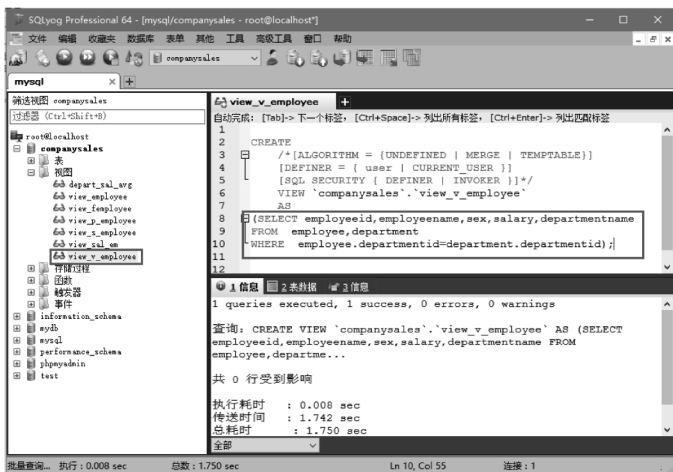 SQLyog Professional 64 - [mysql/companysales - root@localhost*]
文件 编辑 收藏夹 数据库 表单 其他 工具 高级工具 窗口 帮助
companysales
mysql
筛选视图 companysales
过滤器 (Ctrl+Shift+B)
root@localhost
companysales
表
视图
depart_sal_avg
view_employee
view_femployee
view_p_employee
view_s_employee
view_sal_em
view_v_employee
存储过程
函数
触发器
事件
information_schema
mydb
mysql
performance_schema
phpmyadmin
test
view_v_employee
自动完成: [Tab]-> 下一个标签, [Ctrl+Space]-> 列出所有标签, [Ctrl+Enter]-> 列出匹配标签
1
2 CREATE
3 /*[ALGORITHM = {UNDEFINED | MERGE | TEMPTABLE}]
4 [DEFINER = { user | CURRENT_USER }]
5 [SQL SECURITY { DEFINER | INVOKER }]*/
6 VIEW `companysales`.`view_v_employee`
7 AS
8 (SELECT employeeid,employeename,sex,salary,departmentname
9 FROM employee,department
10 WHERE employee.departmentid=department.departmentid);
11
12
1 信息 2 表数据 3 信息
1 queries executed, 1 success, 0 errors, 0 warnings
查询: CREATE VIEW `companysales`.`view_v_employee` AS (SELECT
employeeid,employeename,sex,salary,departmentname FROM
employee,departme...
共 0 行受到影响
执行耗时 : 0.008 sec
传送时间 : 1.742 sec
总耗时 : 1.750 sec
全部
批量查询... 执行: 0.008 sec 总数: 1.750 sec Ln 10, Col 55 连接: 1